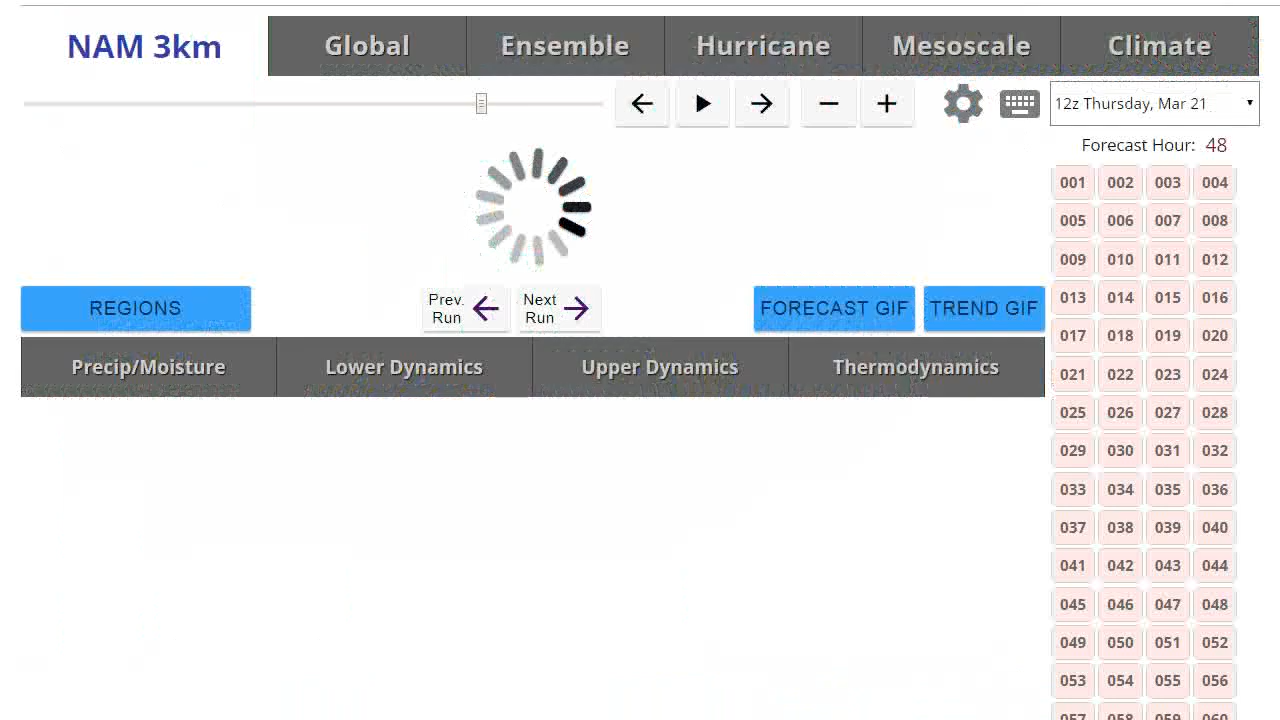 NAM 3km Global Ensemble Hurricane Mesoscale Climate
12z Thursday, Mar 21
Forecast Hour: 48
001 002 003 004
005 006 007 008
009 010 011 012
013 014 015 016
017 018 019 020
021 022 023 024
025 026 027 028
029 030 031 032
033 034 035 036
037 038 039 040
041 042 043 044
045 046 047 048
049 050 051 052
053 054 055 056
057 058 059 060
REGIONS
Prev.
Run
Next
Run
FORECAST GIF TREND GIF
Precip/Moisture Lower Dynamics Upper Dynamics Thermodynamics